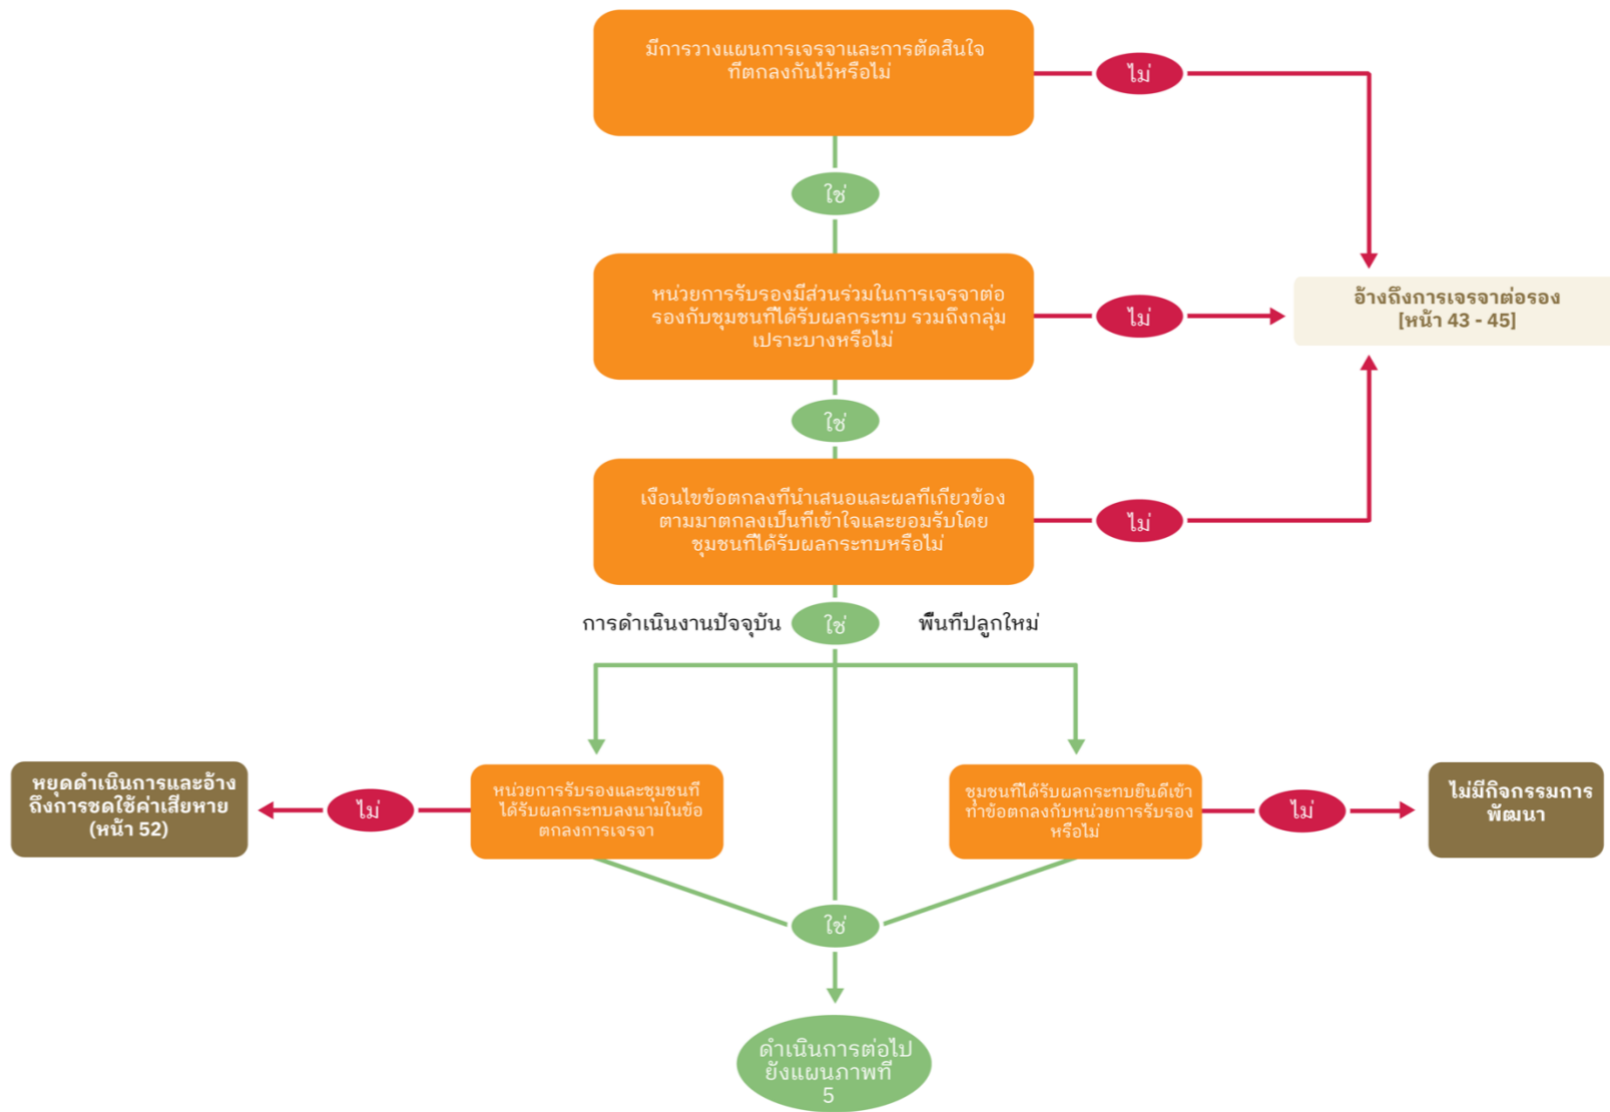 มีการวางแผนการเจรจาและการตัดสินใจ
ที่ตกลงกันไว้หรือไม่
ไม่
ใช่
หน่วยการรับรองมีส่วนร่วมในการเจรจาต่อ
รองกับชุมชนที่ได้รับผลกระทบ รวมถึงกลุ่ม
เปราะบางหรือไม่
ไม่
อ้างถึงการเจรจาต่อรอง
[หน้า 43 - 45]
ใช่
เงื่อนไขข้อตกลงที่นำเสนอและผลที่เกี่ยวข้อง
ตามมาตกลงเป็นที่เข้าใจและยอมรับโดย
ชุมชนที่ได้รับผลกระทบหรือไม่
ไม่
การดำเนินงานปัจจุบัน
ใช่
พื้นที่ปลูกใหม่
หยุดดำเนินการและอ้าง
ถึงการชดใช้ค่าเสียหาย
(หน้า 52)
ไม่
หน่วยการรับรองและชุมชนที่
ได้รับผลกระทบลงนามในข้อ
ตกลงการเจรจา
ชุมชนที่ได้รับผลกระทบยินดีเข้า
ทำข้อตกลงกับหน่วยการรับรอง
หรือไม่
ไม่
ไม่มีกิจกรรมการ
พัฒนา
ใช่
ดำเนินการต่อไป
ยังแผนภาพที่
5